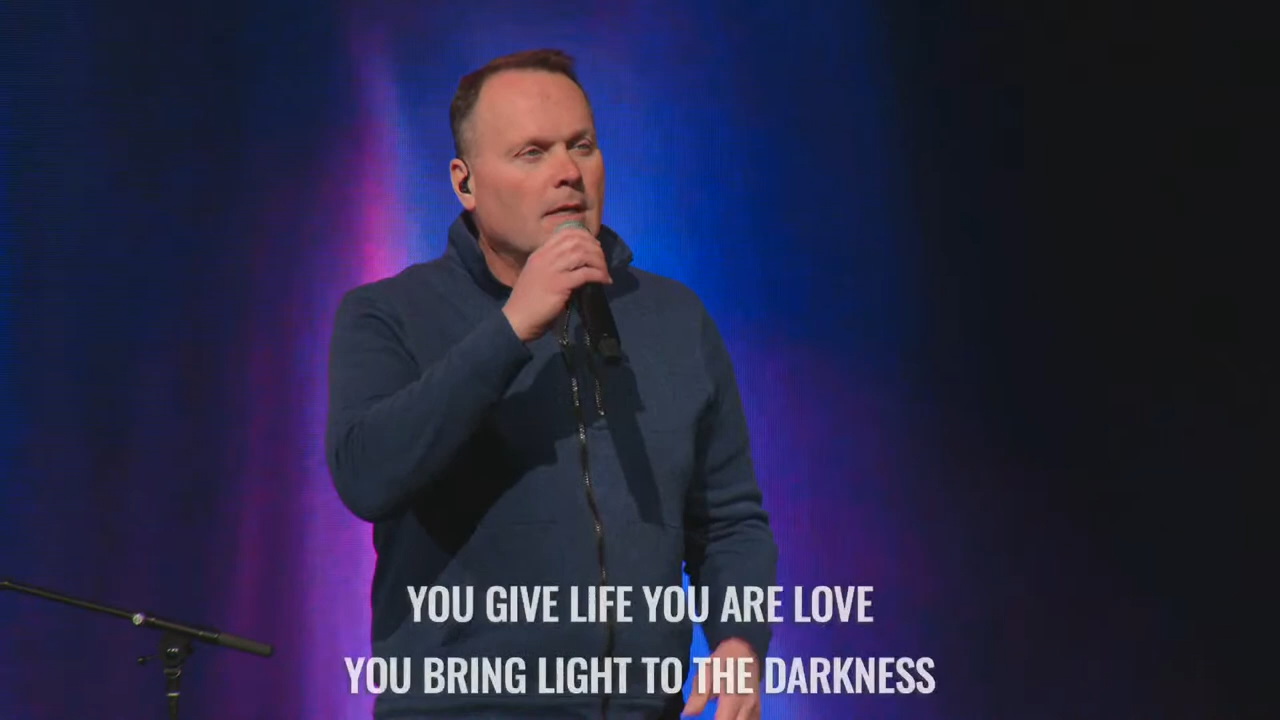 YOU GIVE LIFE YOU ARE LOVE
YOU BRING LIGHT TO THE DARKNESS